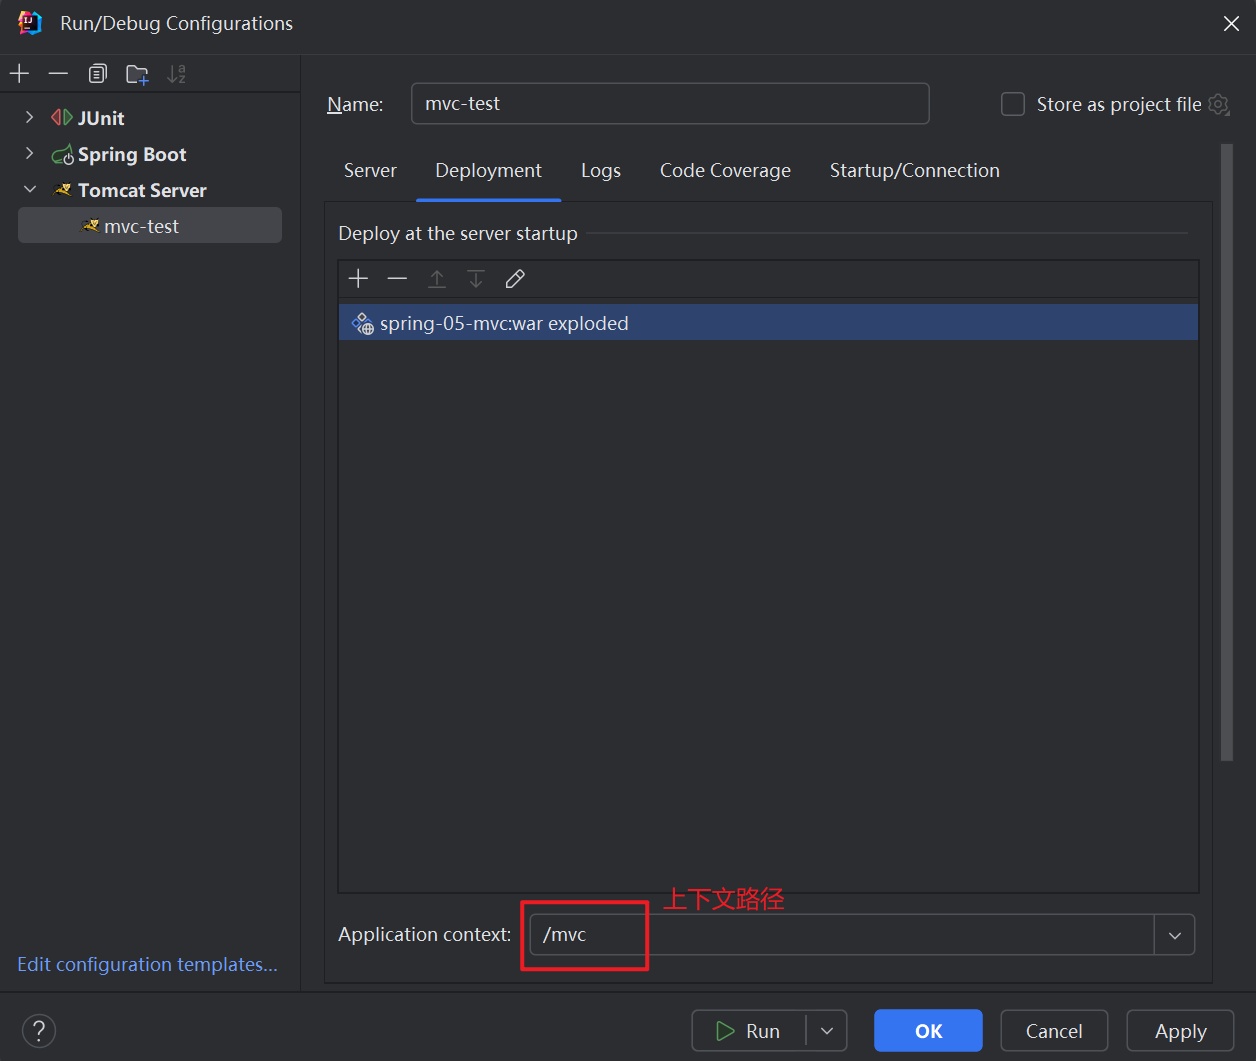 Run/Debug Configurations
JUnit
Spring Boot
Tomcat Server
mvc-test
Edit configuration templates...
Name:
mvc-test
Store as project file
Server
Deployment
Logs
Code Coverage
Startup/Connection
Deploy at the server startup
spring-05-mvc:war exploded
上下文路径
Application context:
/mvc
?
Run
OK
Cancel
Apply